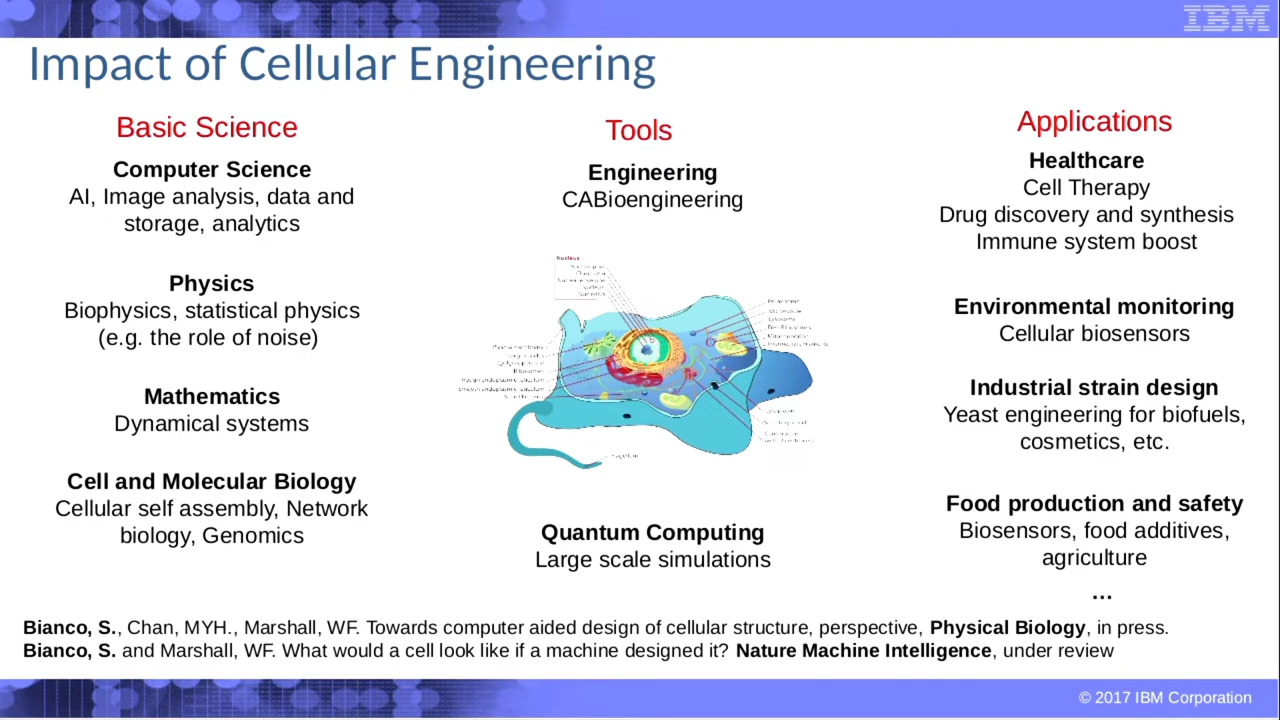 IBM
Impact of Cellular Engineering
Basic Science
Computer Science
AI, Image analysis, data and
storage, analytics
Physics
Biophysics, statistical physics
(e.g. the role of noise)
Mathematics
Dynamical systems
Cell and Molecular Biology
Cellular self assembly, Network
biology, Genomics
Tools
Engineering
CABioengineering
Nucleus
Quantum Computing
Large scale simulations
Applications
Healthcare
Cell Therapy
Drug discovery and synthesis
Immune system boost
Environmental monitoring
Cellular biosensors
Industrial strain design
Yeast engineering for biofuels,
cosmetics, etc.
Food production and safety
Biosensors, food additives,
agriculture
...
Bianco, S., Chan, MYH., Marshall, WF. Towards computer aided design of cellular structure, perspective, Physical Biology, in press.
Bianco, S. and Marshall, WF. What would a cell look like if a machine designed it? Nature Machine Intelligence, under review
© 2017 IBM Corporation